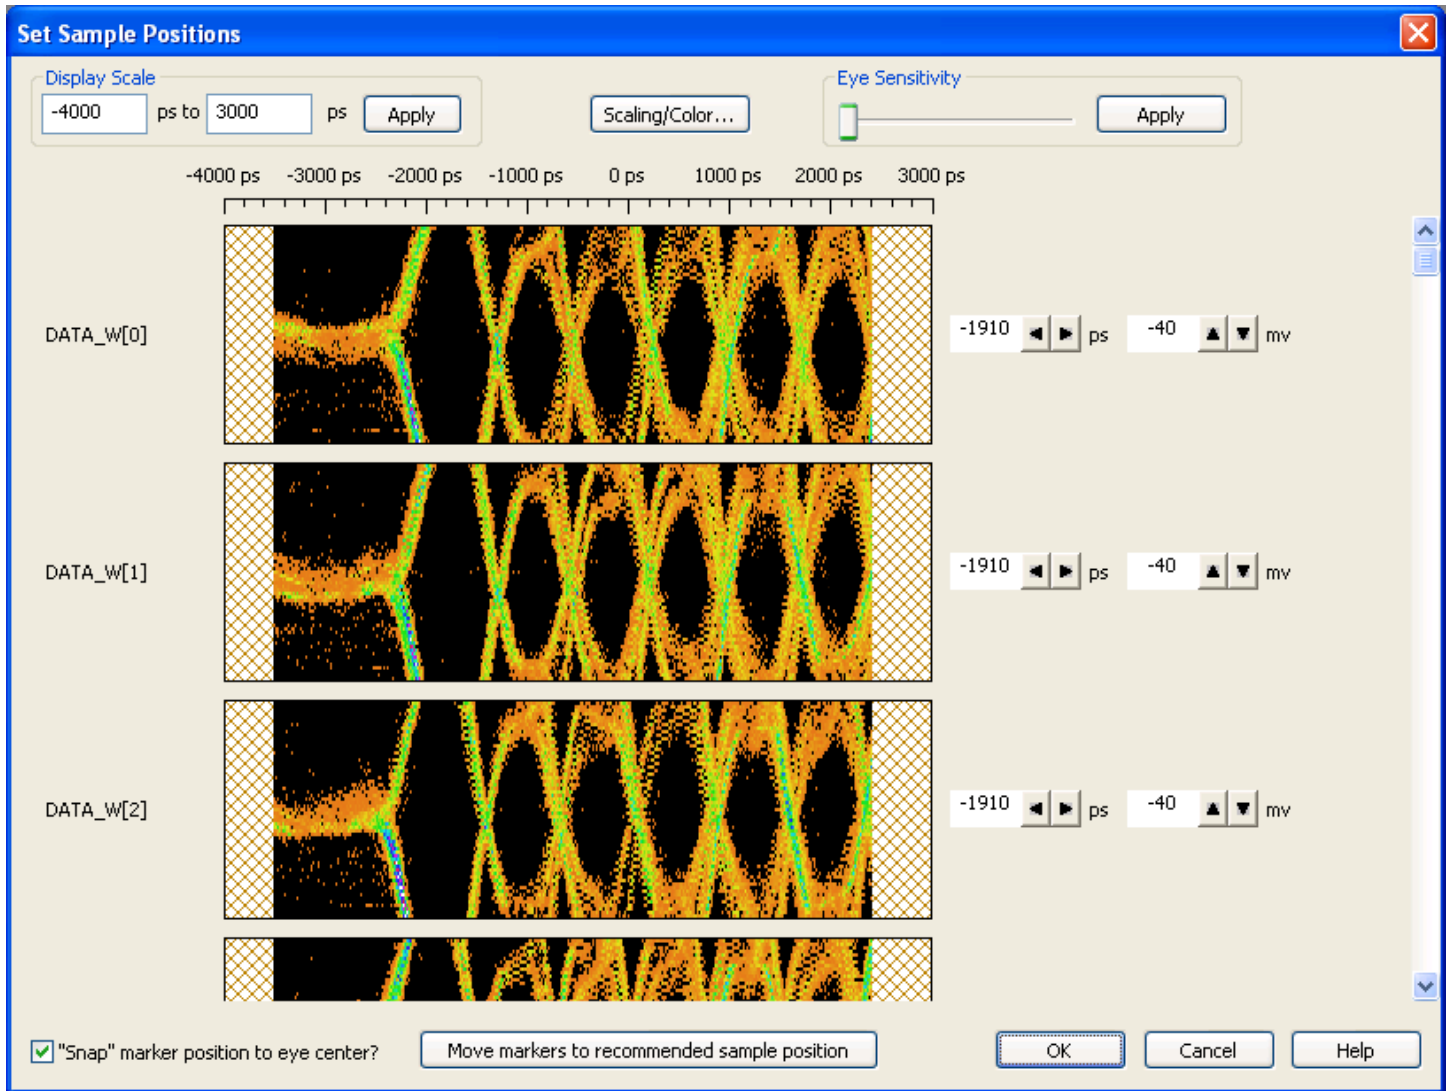 Set Sample Positions
Display Scale
-4000 ps to 3000 ps Apply
Scaling/Color...
Eye Sensitivity
Apply
-4000 ps -3000 ps -2000 ps -1000 ps 0 ps 1000 ps 2000 ps 3000 ps
DATA_W[0] -1910 ps -40 mv
DATA_W[1] -1910 ps -40 mv
DATA_W[2] -1910 ps -40 mv
"Snap" marker position to eye center? Move markers to recommended sample position OK Cancel Help